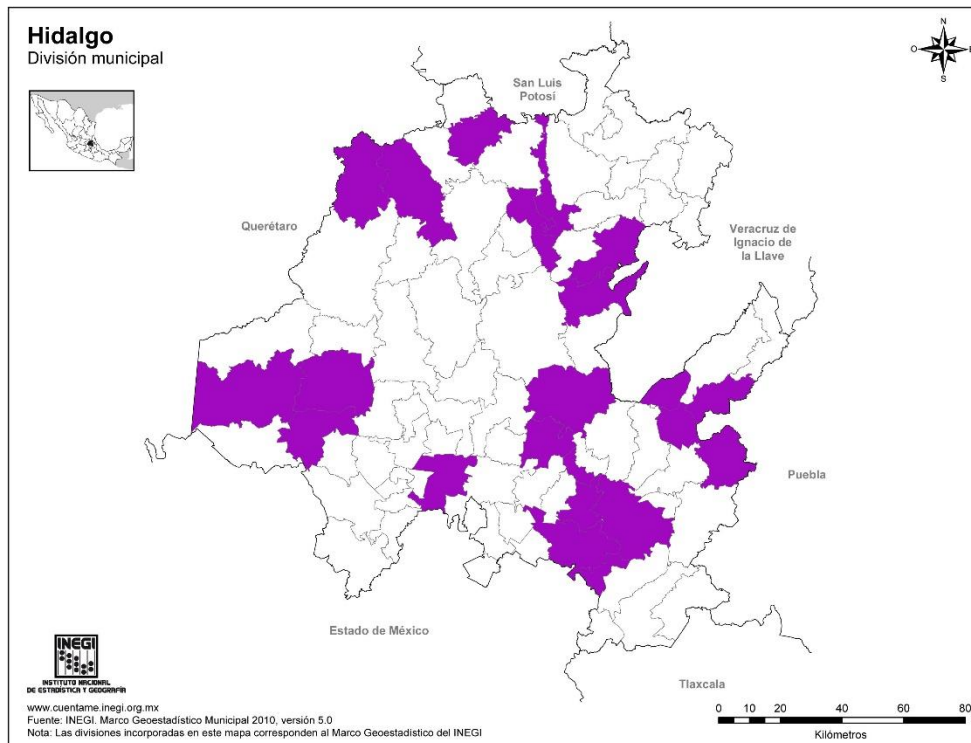 Hidalgo
División municipal
San Luis
Potosí
N
O
E
S
Querétaro
Veracruz de
Ignacio de
la Llave
Puebla
Estado de México
Tlaxcala
INEGI
INSTITUTO NACIONAL
DE ESTADÍSTICA Y GEOGRAFÍA
www.cuentame.inegi.org.mx
Fuente: INEGI. Marco Geoestadístico Municipal 2010, versión 5.0
Nota: Las divisiones incorporadas en este mapa corresponden al Marco Geoestadístico del INEGI
0 20 40 60 80
Kilómetros